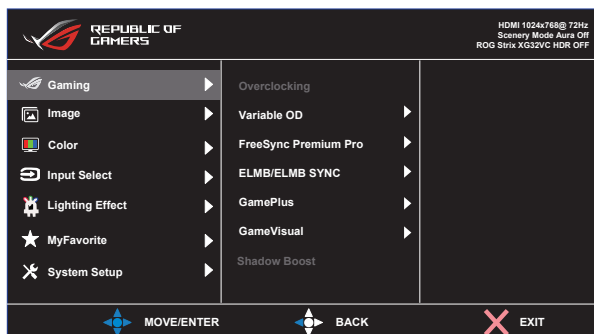 REPUBLIC OF
GAMERS
HDMI 1024x768@ 72Hz
Scenery Mode Aura Off
ROG Strix XG32VC HDR OFF
Gaming
Image
Color
Input Select
Lighting Effect
MyFavorite
System Setup
Overclocking
Variable OD
FreeSync Premium Pro
ELMB/ELMB SYNC
GamePlus
GameVisual
Shadow Boost
MOVE/ENTER
BACK
EXIT